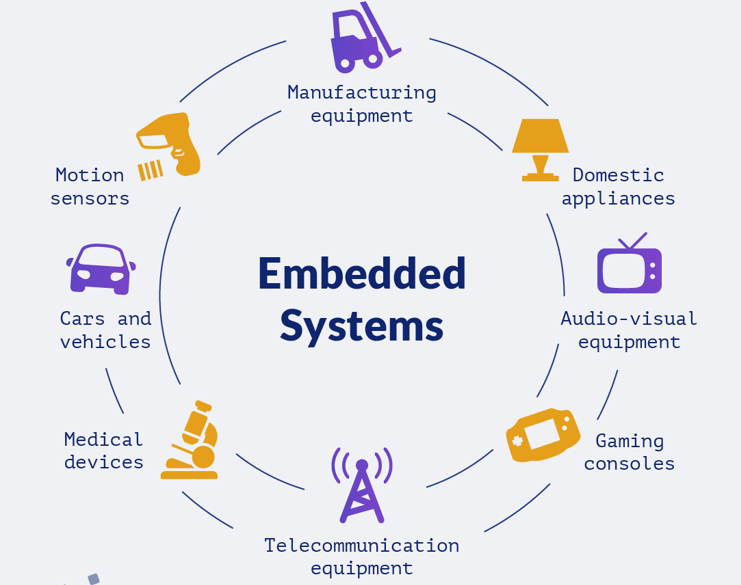 Manufacturing
equipment
Motion
sensors
Domestic
appliances
Embedded
Systems
Cars and
vehicles
Audio-visual
equipment
Medical
devices
Gaming
consoles
Telecommunication
equipment